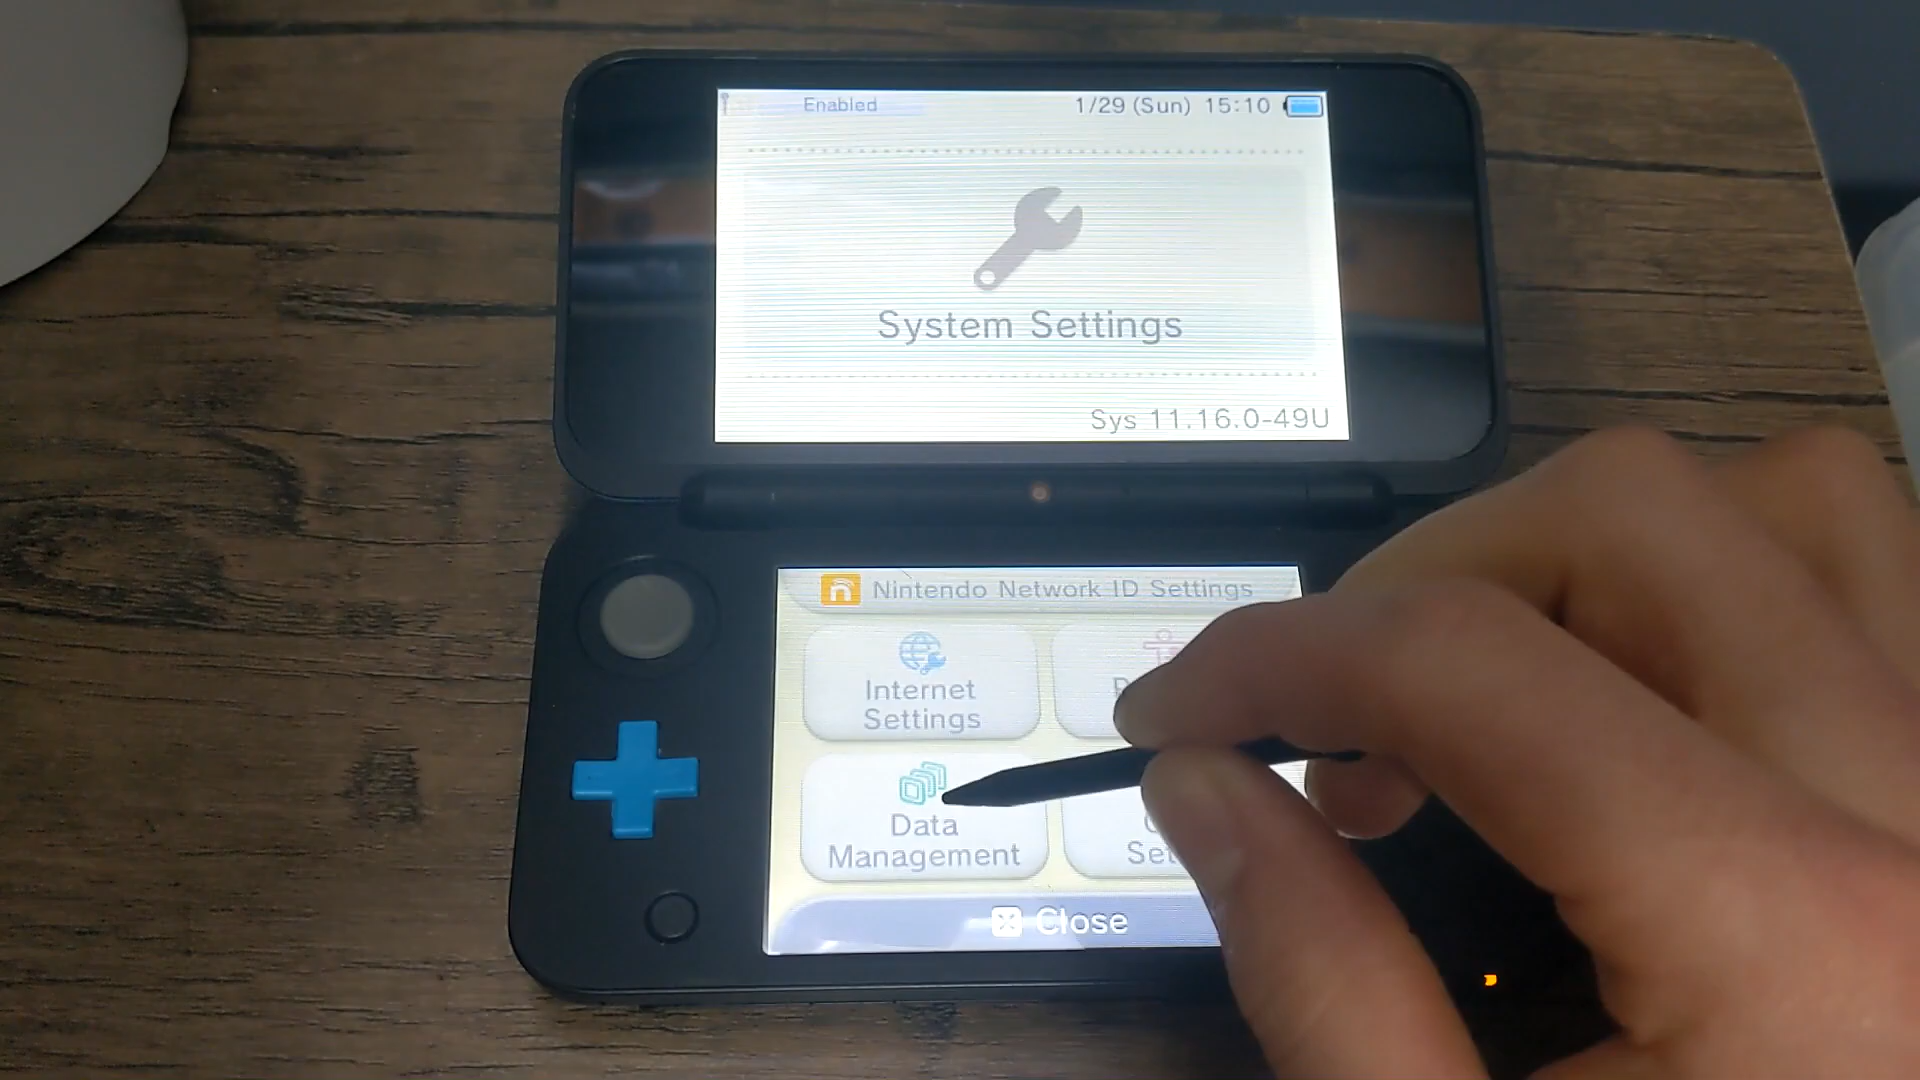 Enabled 1/29 (Sun) 15:10
System Settings
Sys 11.16.0-49U
Nintendo Network ID Settings
Internet
Settings
Data
Management
Set
Close